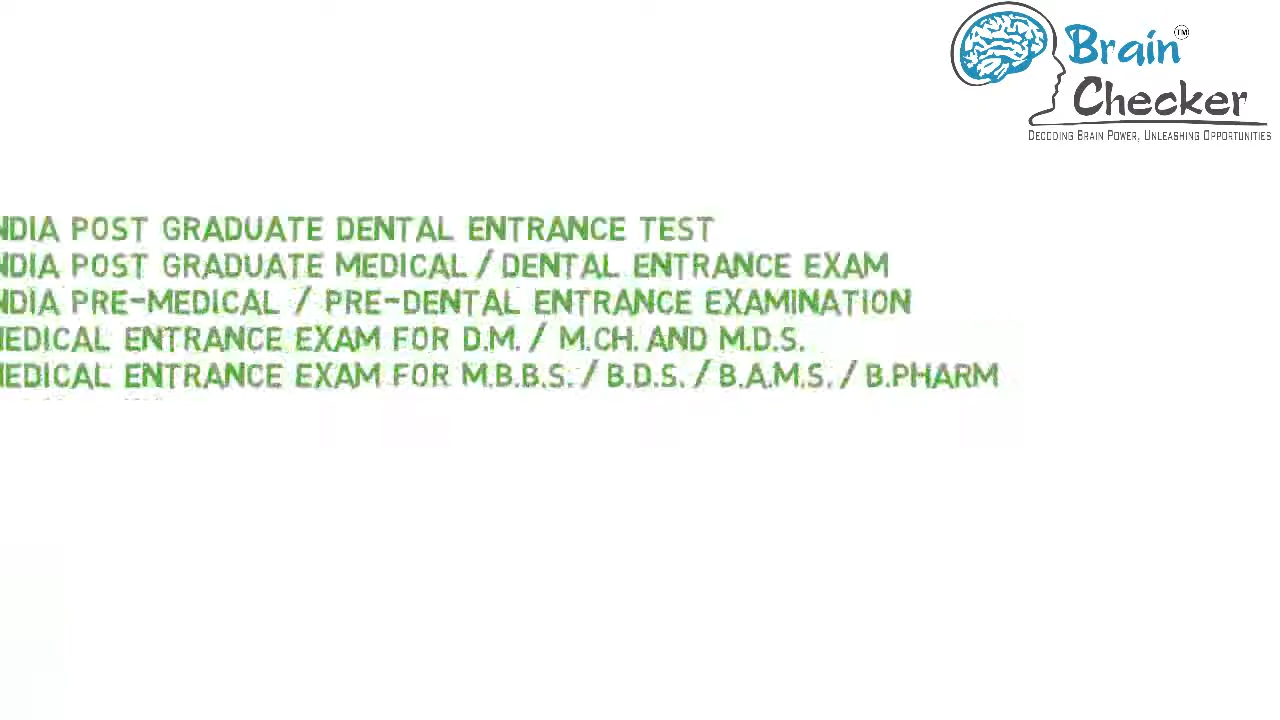 Brain TM
Checker
DECODING BRAIN POWER, UNLEASHING OPPORTUNITIES
NDIA POST GRADUATE DENTAL ENTRANCE TEST
NDIA POST GRADUATE MEDICAL / DENTAL ENTRANCE EXAM
NDIA PRE-MEDICAL / PRE-DENTAL ENTRANCE EXAMINATION
EDICAL ENTRANCE EXAM FOR D.M. / M.CH. AND M.D.S.
EDICAL ENTRANCE EXAM FOR M.B.B.S. / B.D.S. / B.A.M.S. / B.PHARM